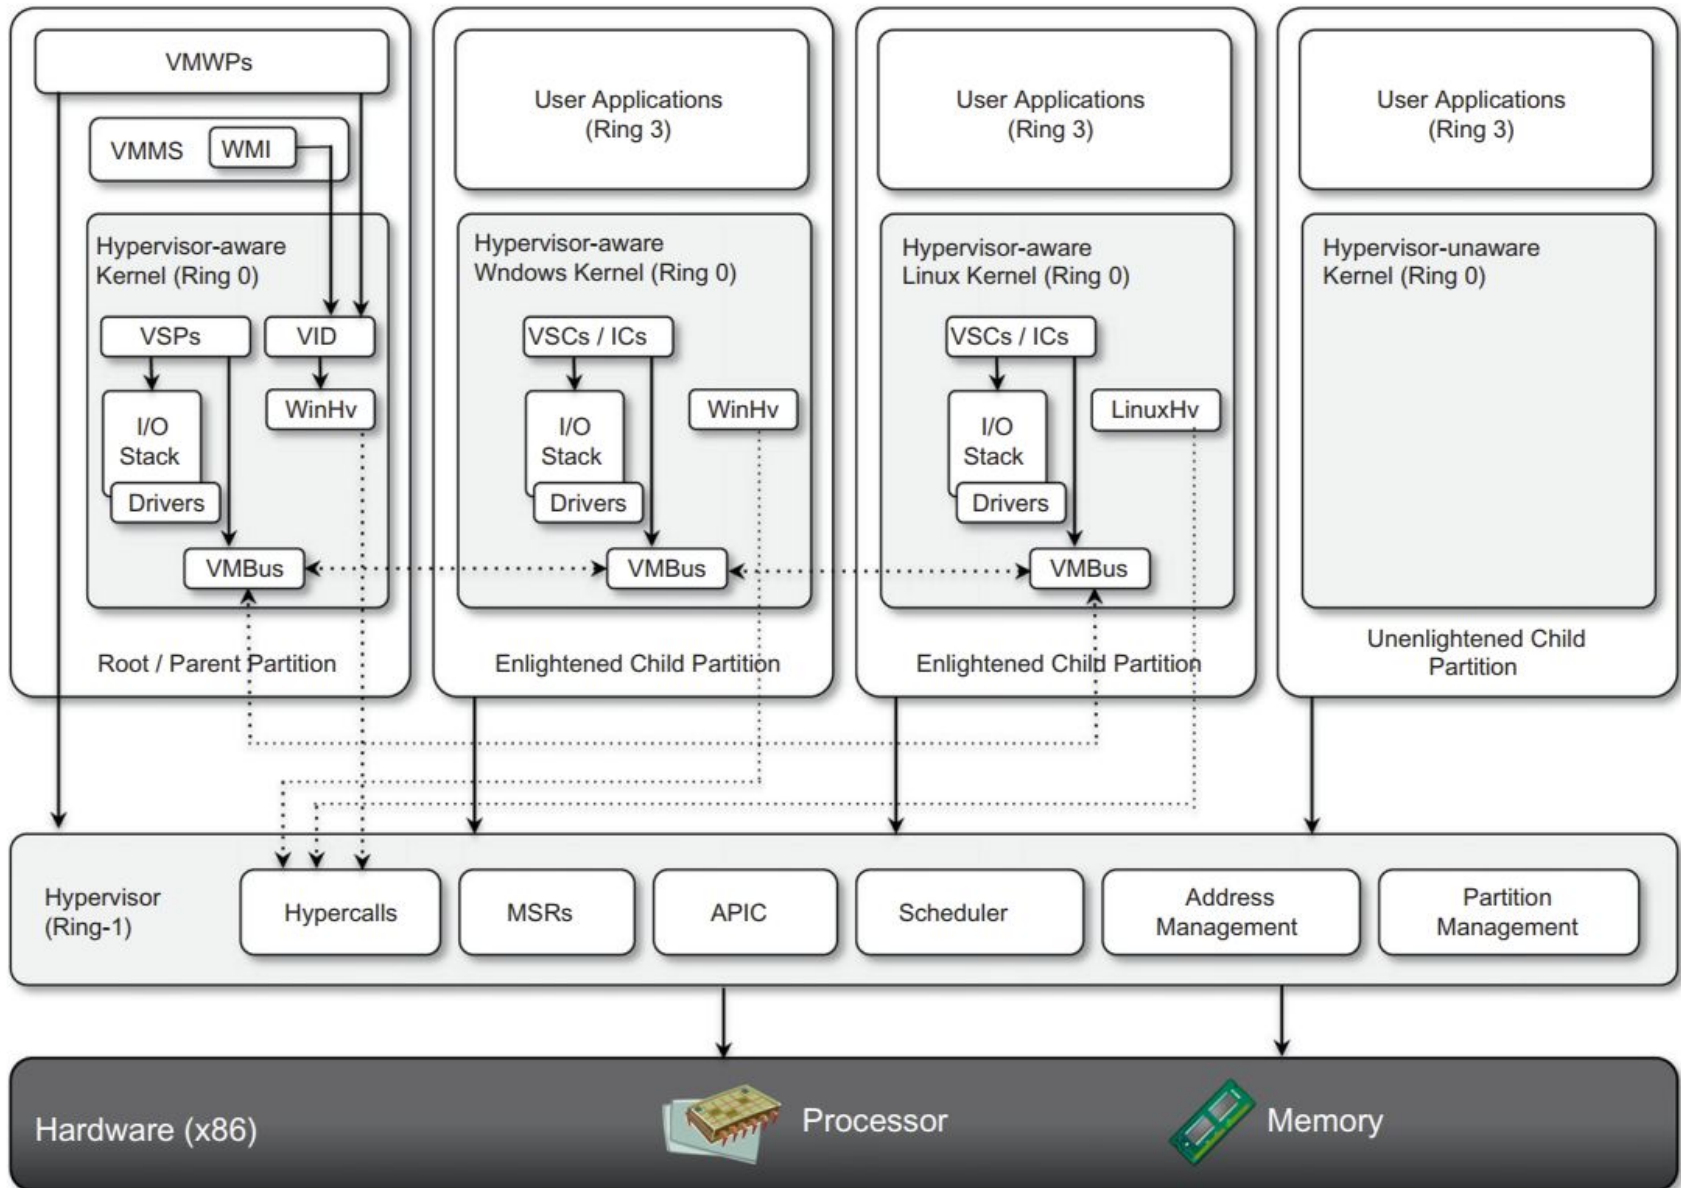 VMWPs
VMMS
WMI
Hypervisor-aware
Kernel (Ring 0)
VSPs
VID
I/O
Stack
WinHv
Drivers
VMBus
Root / Parent Partition
User Applications
(Ring 3)
Hypervisor-aware
Wndows Kernel (Ring 0)
VSCs / ICs
I/O
Stack
WinHv
Drivers
VMBus
Enlightened Child Partition
User Applications
(Ring 3)
Hypervisor-aware
Linux Kernel (Ring 0)
VSCs / ICs
I/O
Stack
LinuxHv
Drivers
VMBus
Enlightened Child Partition
User Applications
(Ring 3)
Hypervisor-unaware
Kernel (Ring 0)
Unenlightened Child
Partition
Hypervisor
(Ring-1)
Hypercalls
MSRs
APIC
Scheduler
Address
Management
Partition
Management
Hardware (x86)
Processor
Memory